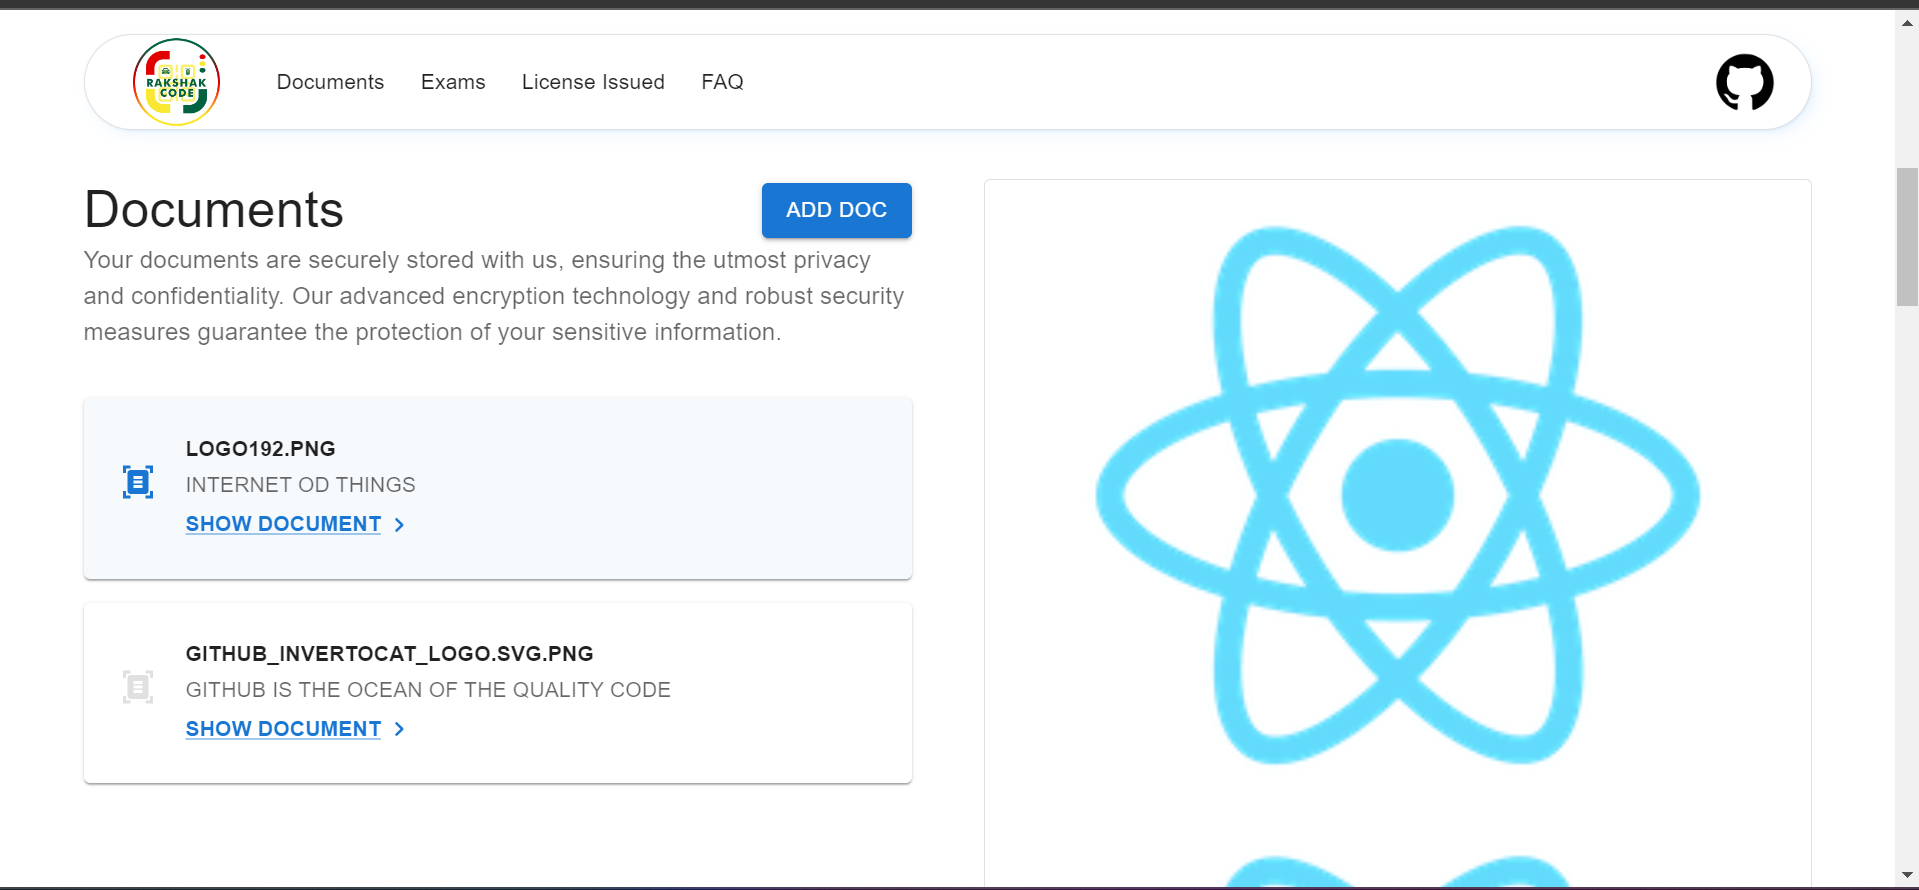 RAKSHAK
CODE
Documents Exams License Issued FAQ
Documents
ADD DOC
Your documents are securely stored with us, ensuring the utmost privacy
and confidentiality. Our advanced encryption technology and robust security
measures guarantee the protection of your sensitive information.
LOGO192.PNG
INTERNET OD THINGS
SHOW DOCUMENT
GITHUB_INVERTOCAT_LOGO.SVG.PNG
GITHUB IS THE OCEAN OF THE QUALITY CODE
SHOW DOCUMENT